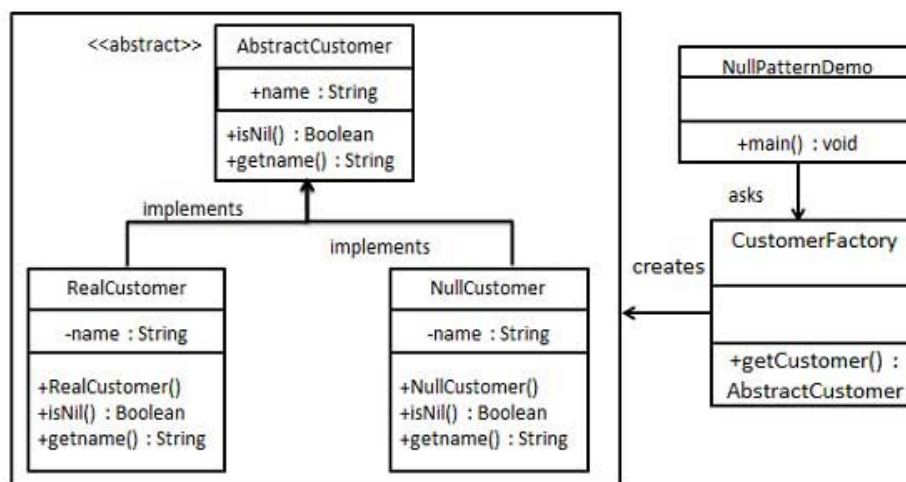 <<abstract>>
AbstractCustomer
+name : String
+isNil() : Boolean
+getname() : String
implements
implements
RealCustomer
-name : String
+RealCustomer()
+isNil() : Boolean
+getname() : String
NullCustomer
-name : String
+NullCustomer()
+isNil() : Boolean
+getname() : String
NullPatternDemo
+main() : void
asks
CustomerFactory
creates
+getCustomer() :
AbstractCustomer